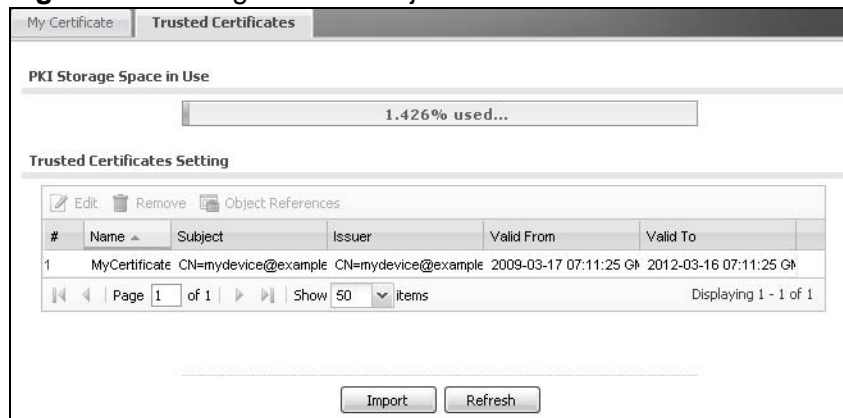 My Certificate Trusted Certificates
PKI Storage Space in Use
1.426% used...
Trusted Certificates Setting
Edit Remove Object References
# Name Subject Issuer Valid From Valid To
1 MyCertificate CN=mydevice@example CN=mydevice@example 2009-03-17 07:11:25 GM 2012-03-16 07:11:25 GM
Page 1 of 1 Show 50 items Displaying 1 - 1 of 1
Import Refresh